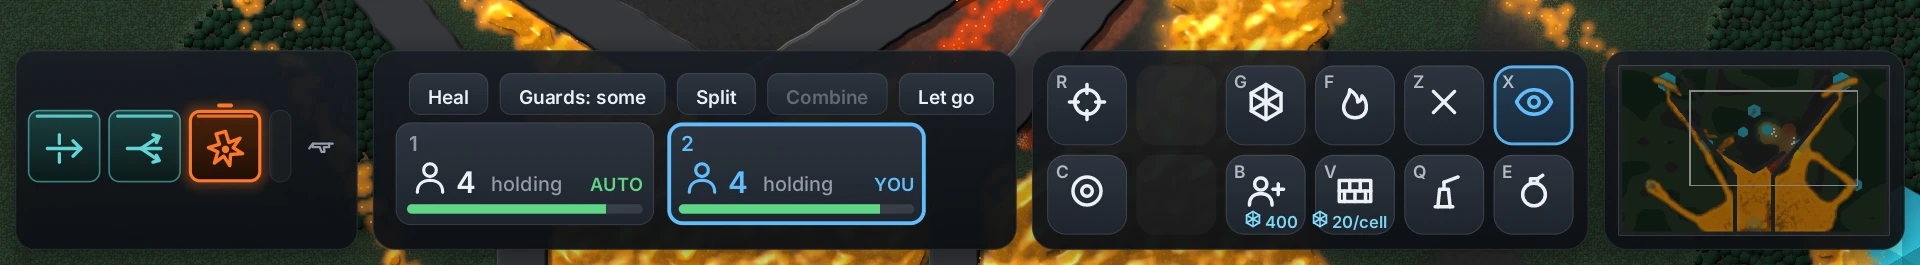 Heal Guards: some Split Combine Let go
1
4 holding AUTO
2
4 holding YOU
R G F Z X
C B V Q E
400 20/cell